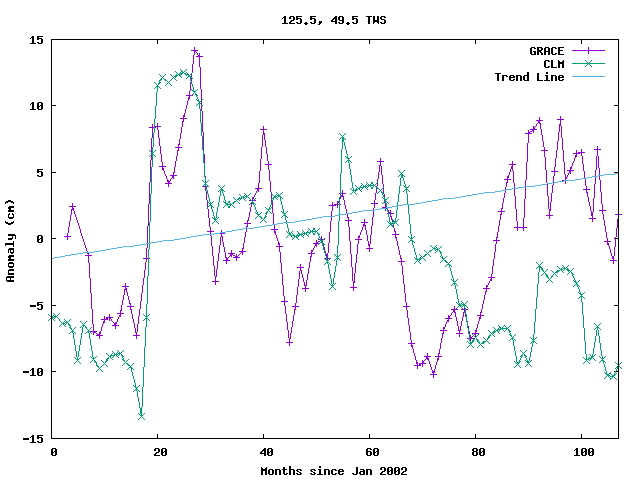 125.5, 49.5 TWS
GRACE
CLM
Trend Line
15
10
5
0
-5
-10
-15
Anomaly (cm)
0 20 40 60 80 100
Months since Jan 2002